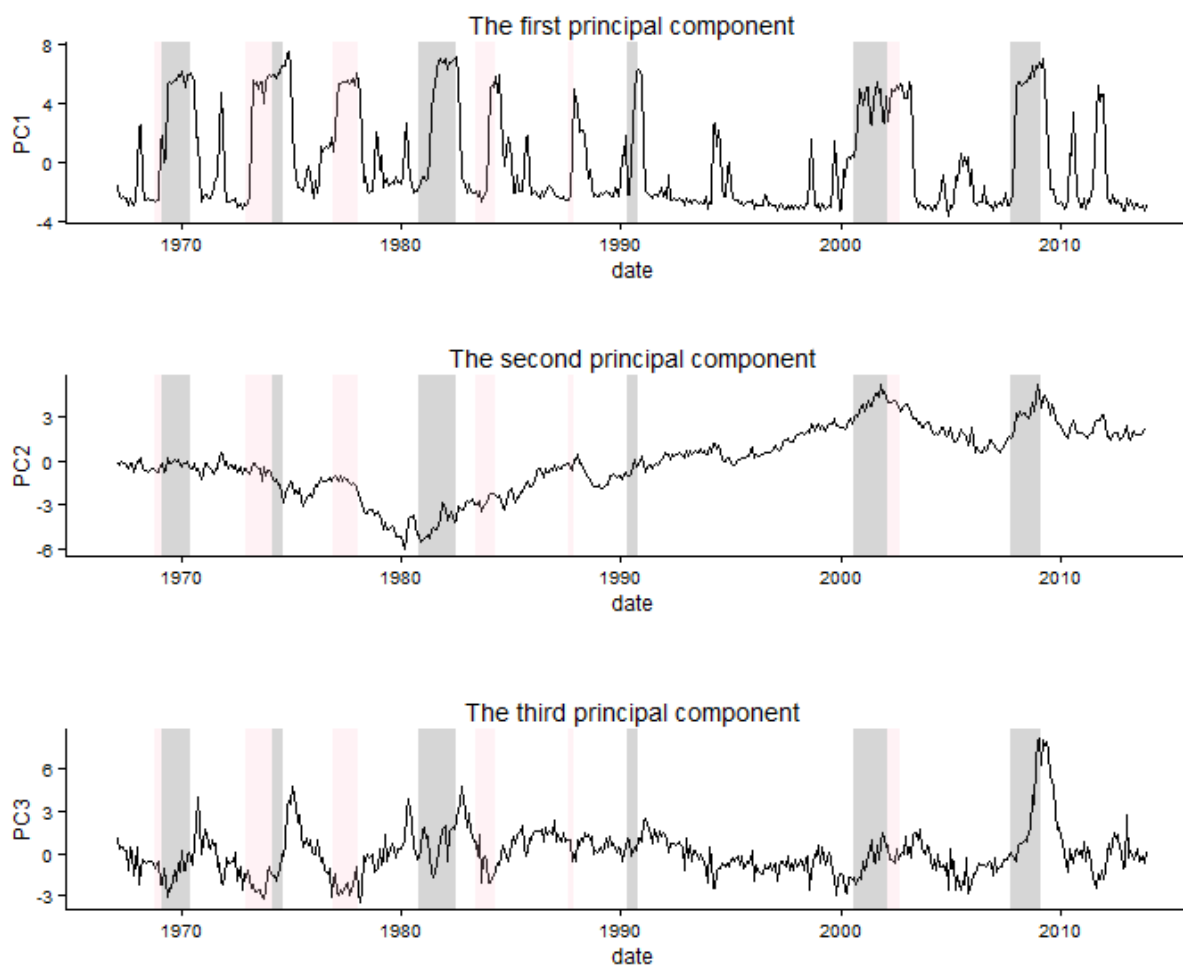 The first principal component
8
4
0
-4
PC1
1970 1980 1990 2000 2010
date
The second principal component
3
0
-3
-6
PC2
1970 1980 1990 2000 2010
date
The third principal component
6
3
0
-3
PC3
1970 1980 1990 2000 2010
date